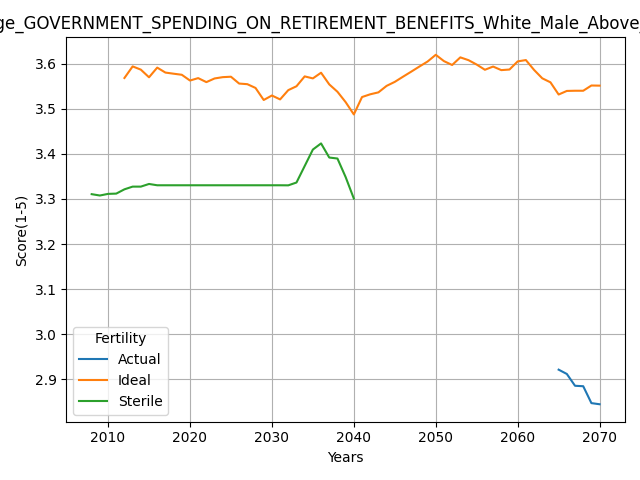 ge_GOVERNMENT_SPENDING_ON_RETIREMENT_BENEFITS_White_Male_Above_
3.6
3.5
3.4
3.3
3.2
3.1
3.0
2.9
Score(1-5)
Fertility
Actual
Ideal
Sterile
2010 2020 2030 2040 2050 2060 2070
Years